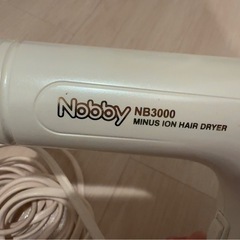 Nobby NB3000
MINUS ION HAIR DRYER